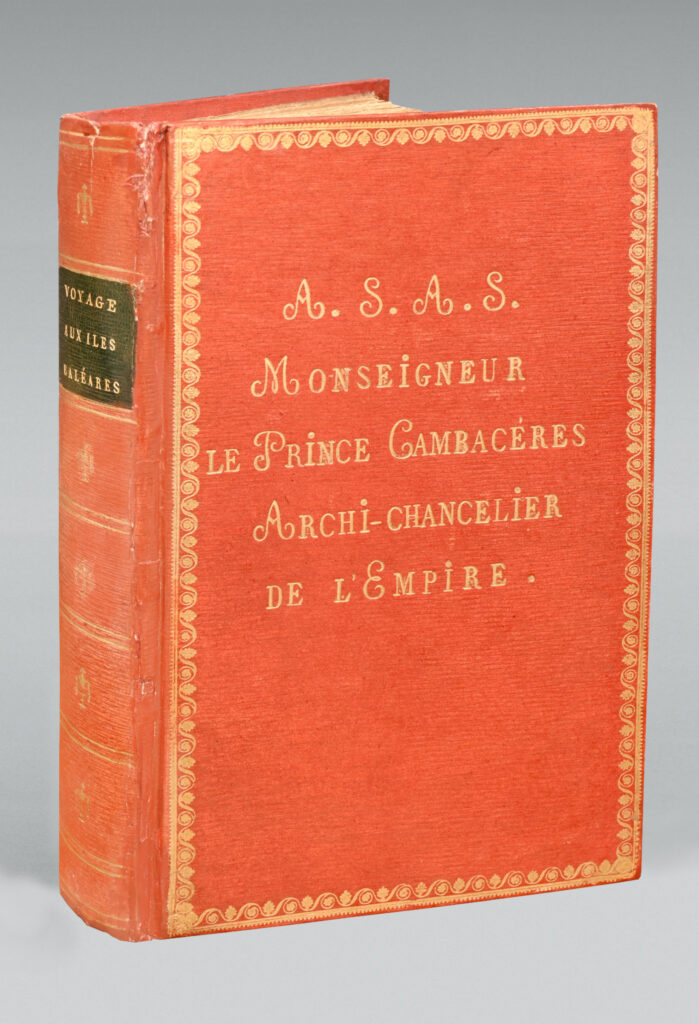 VOYAGE
AUX ILES
BALÉARES
A. S. A. S.
MONSEIGNEUR
LE PRINCE CAMBACÉRES
ARCHI-CHANCELIER
DE L'EMPIRE.